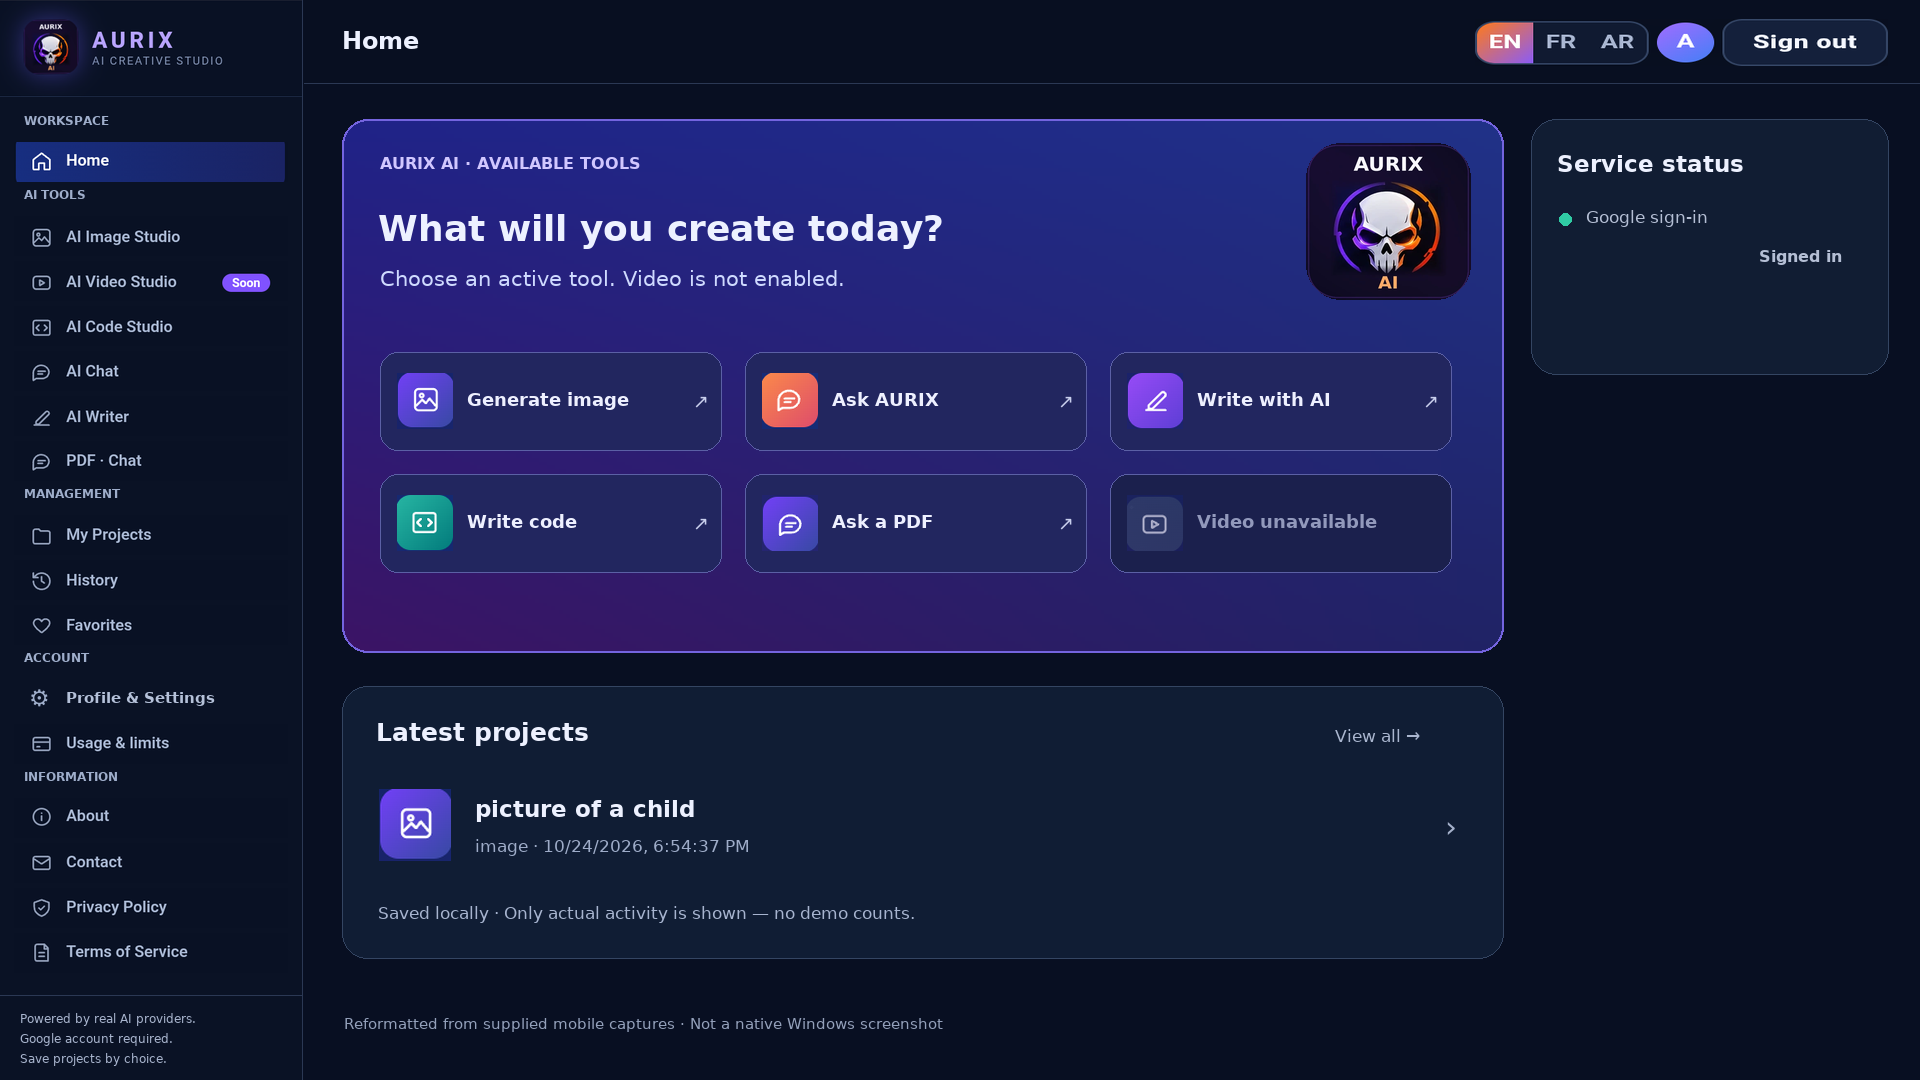 AURIX
AI
AURIX
AI CREATIVE STUDIO
WORKSPACE
Home
AI TOOLS
AI Image Studio
AI Video Studio
Soon
AI Code Studio
AI Chat
AI Writer
PDF · Chat
MANAGEMENT
My Projects
History
Favorites
ACCOUNT
Profile & Settings
Usage & limits
INFORMATION
About
Contact
Privacy Policy
Terms of Service
Powered by real AI providers.
Google account required.
Save projects by choice.
Home
EN FR AR
A
Sign out
AURIX AI · AVAILABLE TOOLS
What will you create today?
Choose an active tool. Video is not enabled.
AURIX
AI
Generate image ↗
Ask AURIX ↗
Write with AI ↗
Write code ↗
Ask a PDF ↗
Video unavailable
Latest projects
View all →
picture of a child
image · 10/24/2026, 6:54:37 PM
Saved locally · Only actual activity is shown — no demo counts.
Service status
Google sign-in
Signed in
Reformatted from supplied mobile captures · Not a native Windows screenshot